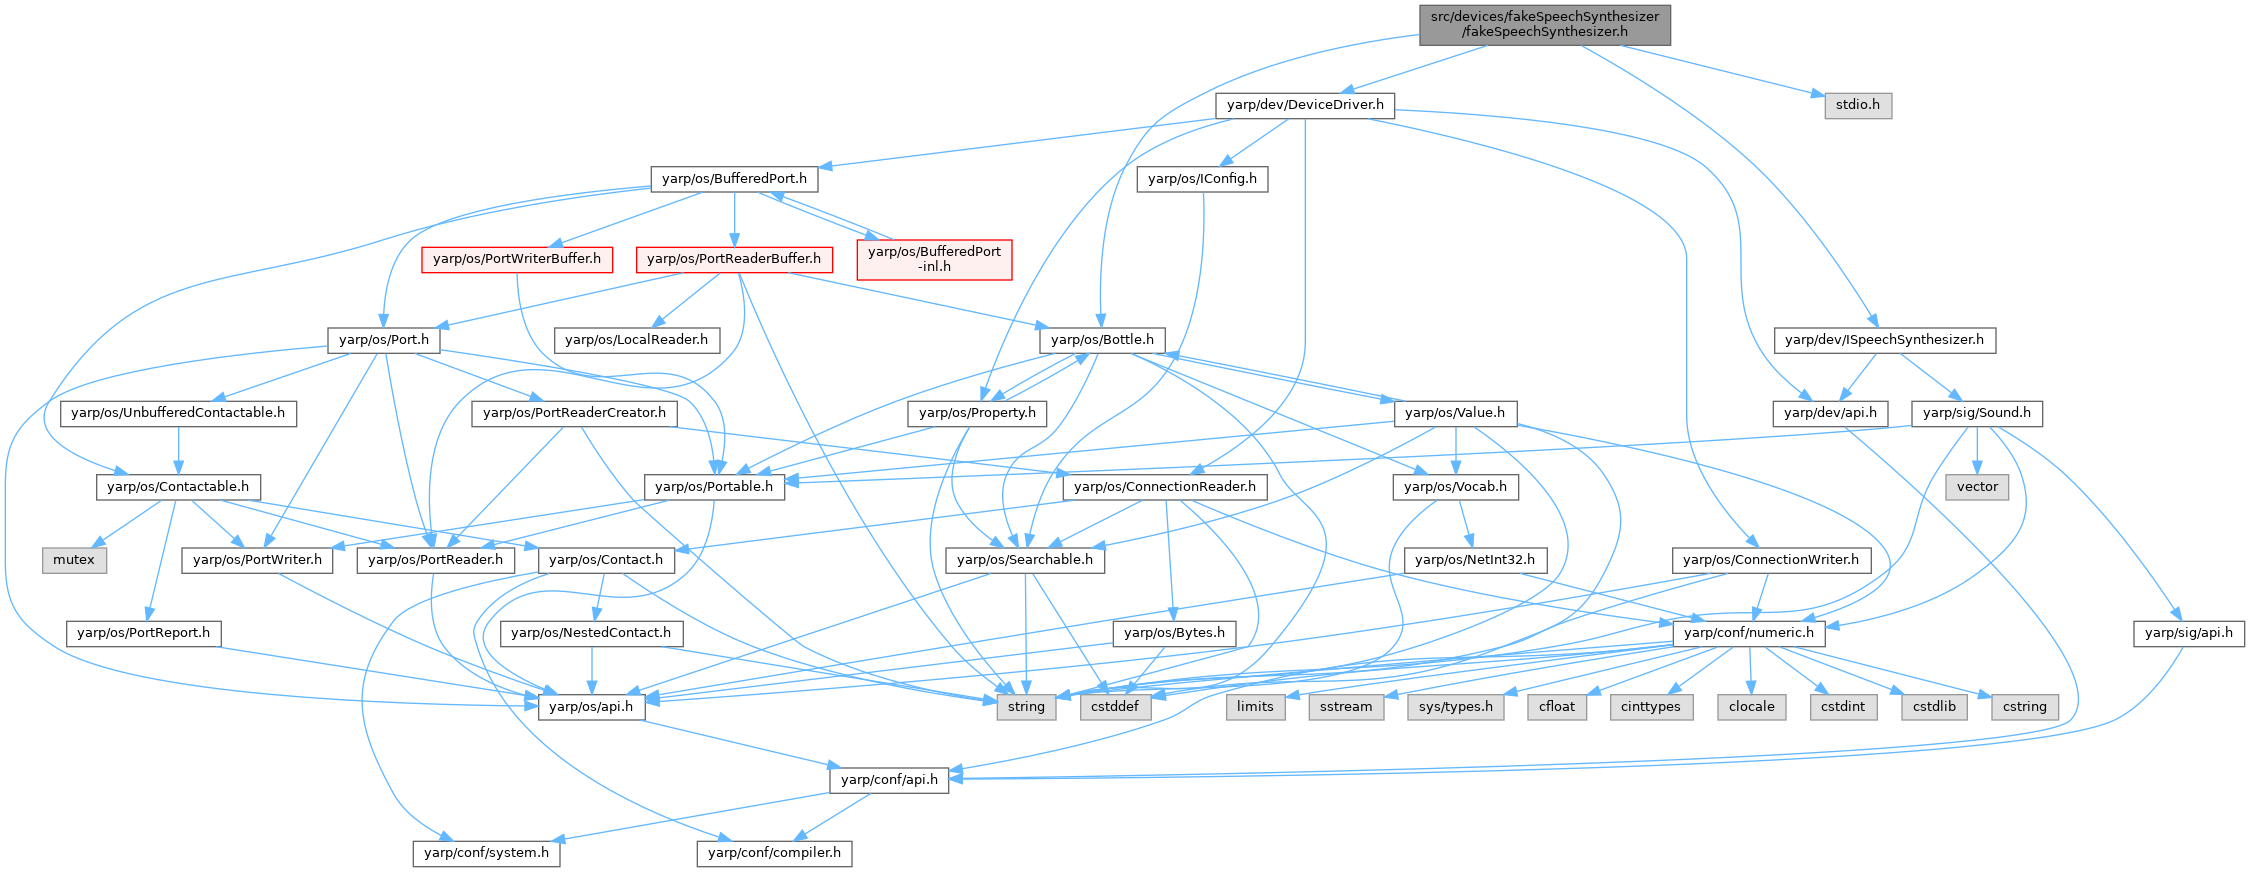 src/devices/fakeSpeechSynthesizer
/fakeSpeechSynthesizer.h
yarp/dev/DeviceDriver.h
stdio.h
yarp/os/BufferedPort.h
yarp/os/IConfig.h
yarp/os/PortWriterBuffer.h
yarp/os/PortReaderBuffer.h
yarp/os/BufferedPort
-inl.h
yarp/os/Port.h
yarp/os/LocalReader.h
yarp/os/Bottle.h
yarp/dev/ISpeechSynthesizer.h
yarp/os/UnbufferedContactable.h
yarp/os/PortReaderCreator.h
yarp/os/Property.h
yarp/os/Value.h
yarp/dev/api.h
yarp/sig/Sound.h
yarp/os/Contactable.h
yarp/os/Portable.h
yarp/os/ConnectionReader.h
yarp/os/Vocab.h
vector
mutex
yarp/os/PortWriter.h
yarp/os/PortReader.h
yarp/os/Contact.h
yarp/os/Searchable.h
yarp/os/NetInt32.h
yarp/os/ConnectionWriter.h
yarp/os/PortReport.h
yarp/os/NestedContact.h
yarp/os/Bytes.h
yarp/conf/numeric.h
yarp/sig/api.h
yarp/os/api.h
string
cstddef
limits
sstream
sys/types.h
cfloat
cinttypes
clocale
cstdint
cstdlib
cstring
yarp/conf/api.h
yarp/conf/system.h
yarp/conf/compiler.h